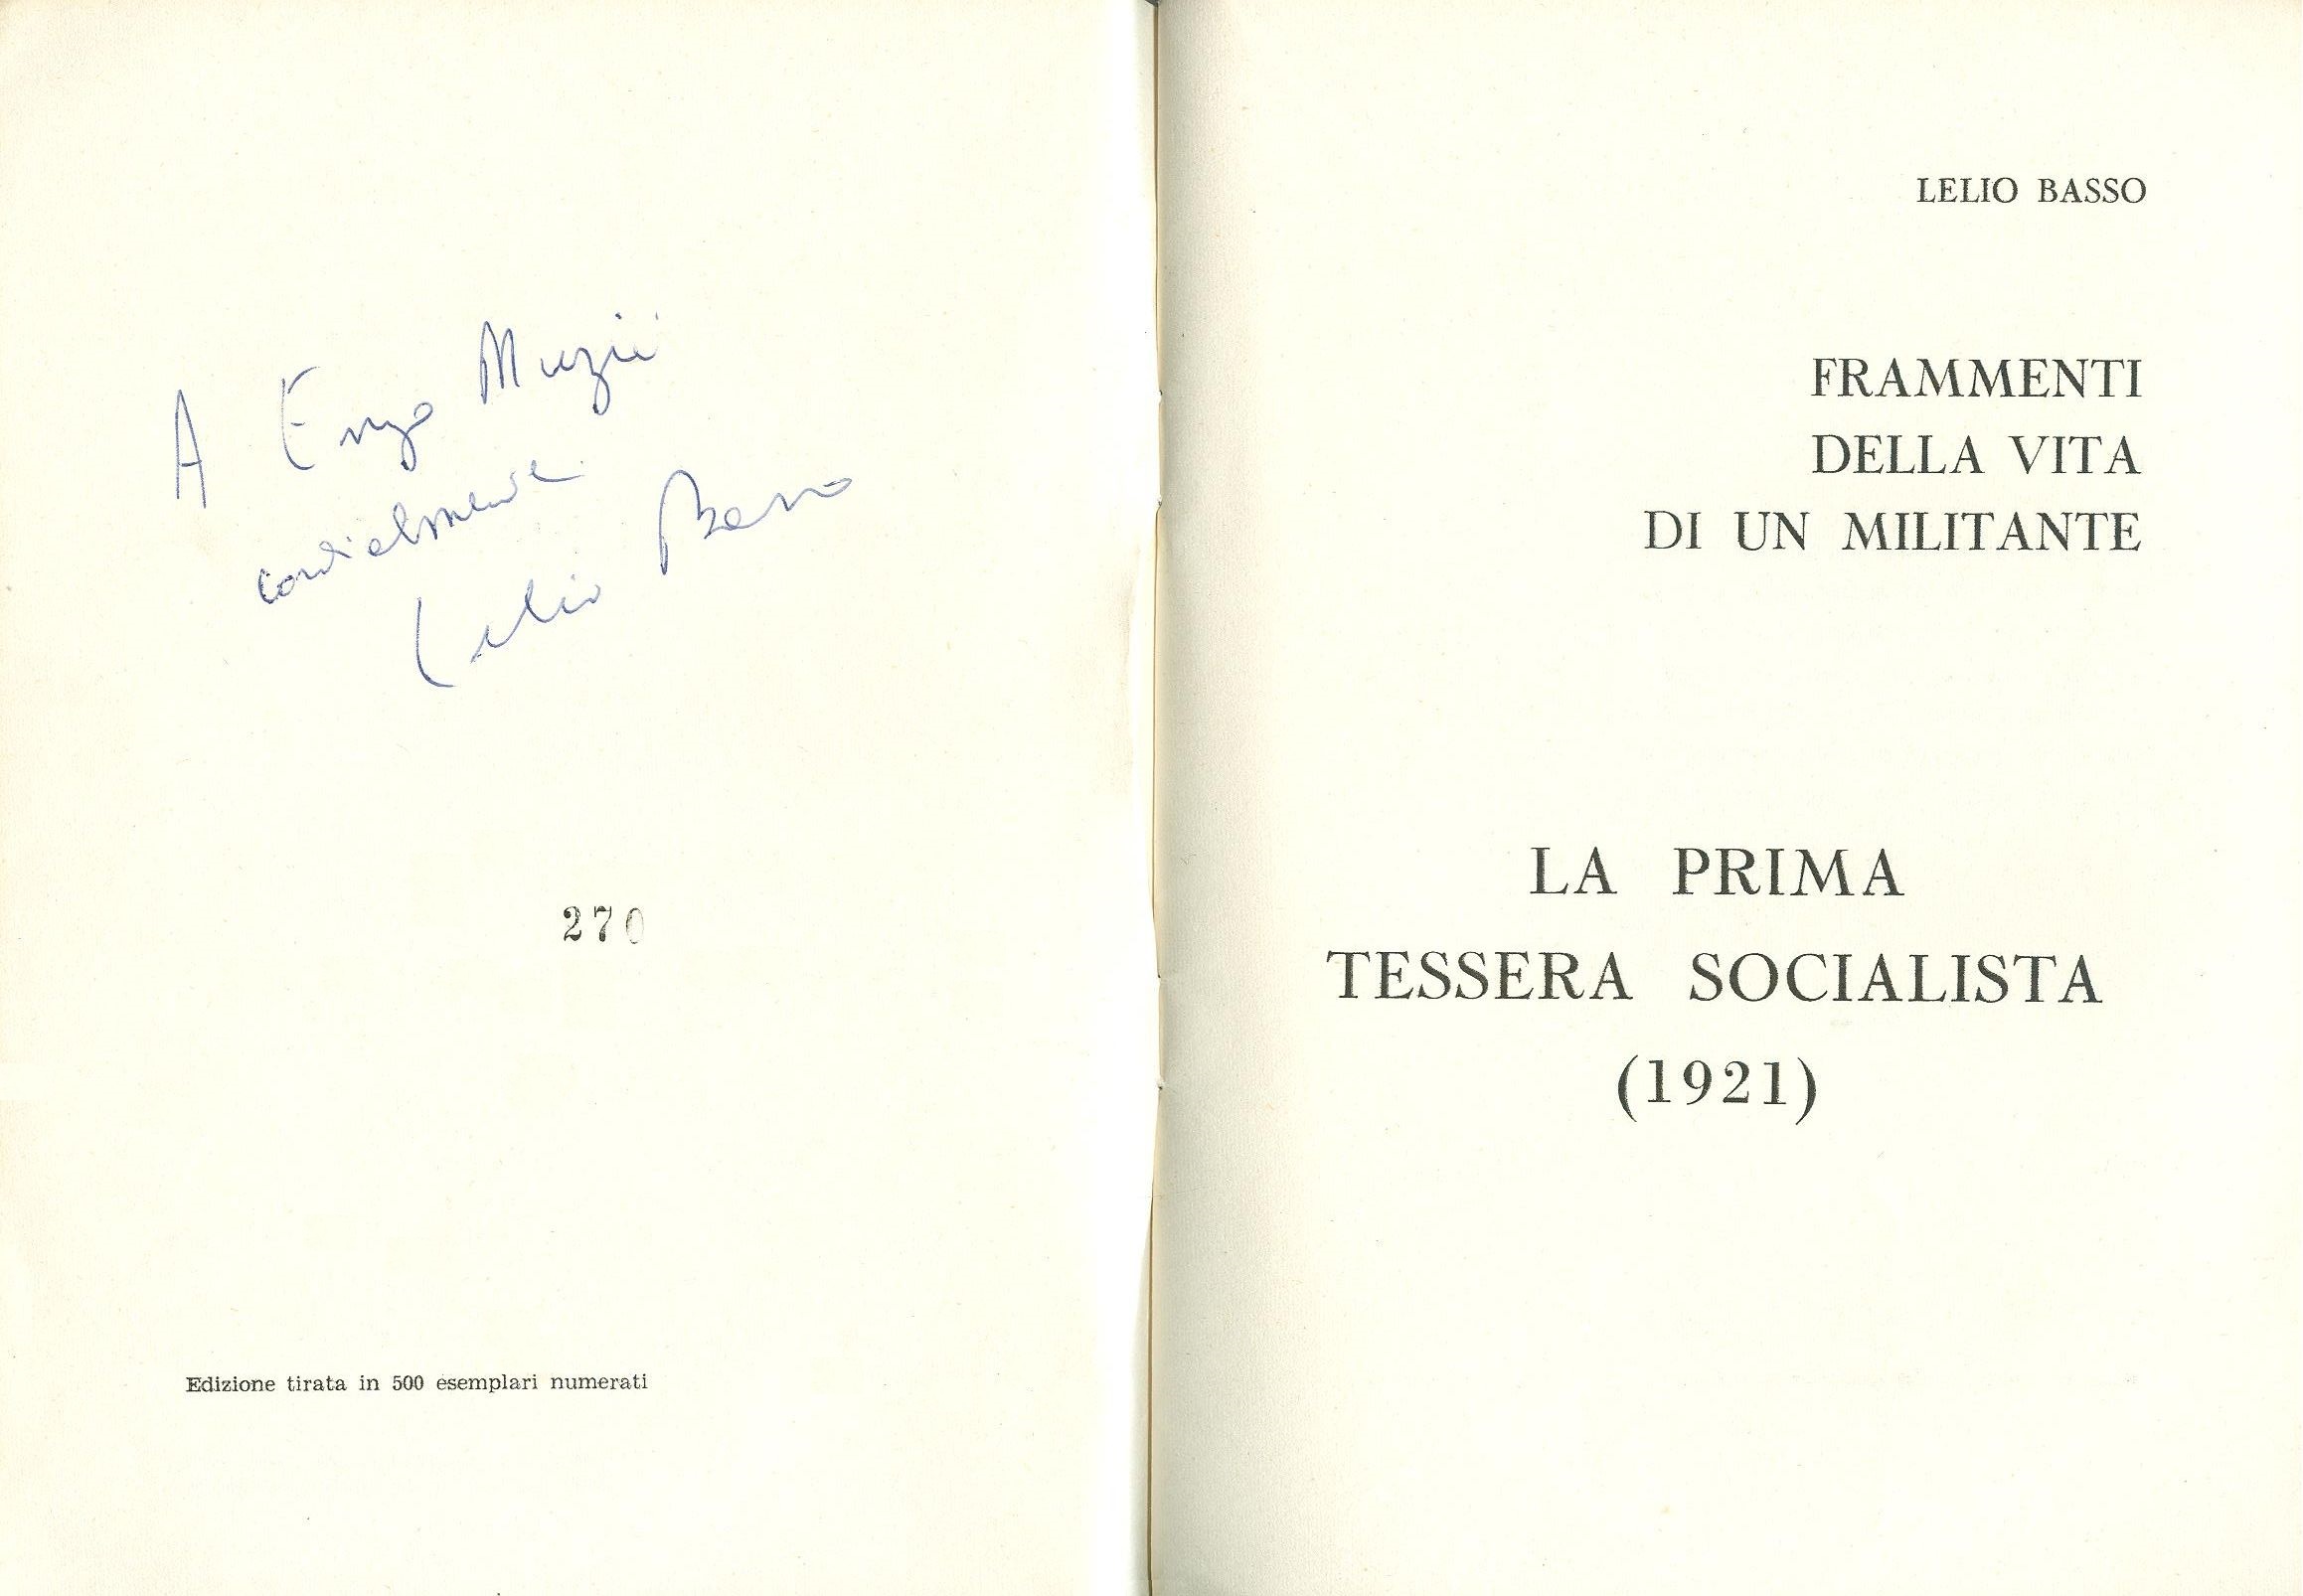 A Enzo Muzii
cordialmente
Lelio Basso
270
Edizione tirata in 500 esemplari numerati
LELIO BASSO
FRAMMENTI
DELLA VITA
DI UN MILITANTE
LA PRIMA
TESSERA SOCIALISTA
(1921)